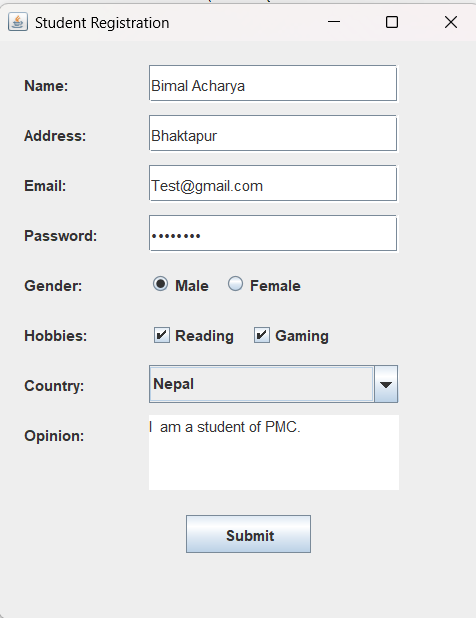 Student Registration
Name: Bimal Acharya
Address: Bhaktapur
Email: Test@gmail.com
Password: ••••••••
Gender: Male Female
Hobbies: Reading Gaming
Country: Nepal
Opinion: I  am a student of PMC.
Submit